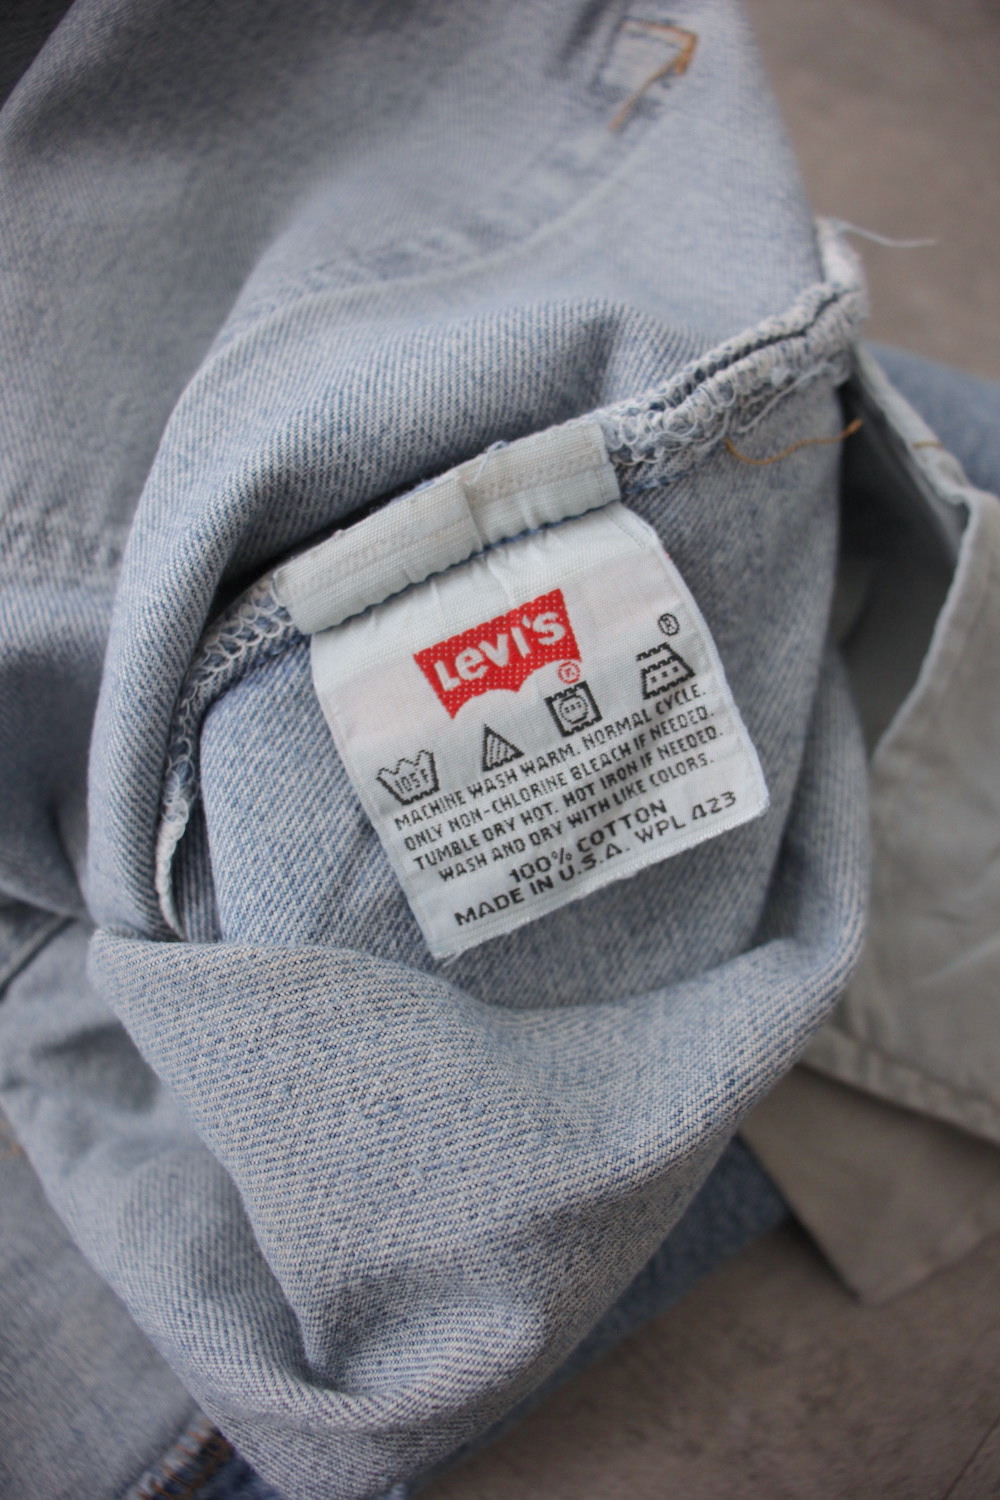 Levi's
®
®
105F
MACHINE WASH WARM. NORMAL CYCLE.
ONLY NON-CHLORINE BLEACH IF NEEDED.
TUMBLE DRY HOT. HOT IRON IF NEEDED.
WASH AND DRY WITH LIKE COLORS.
100% COTTON
MADE IN U.S.A. WPL 423